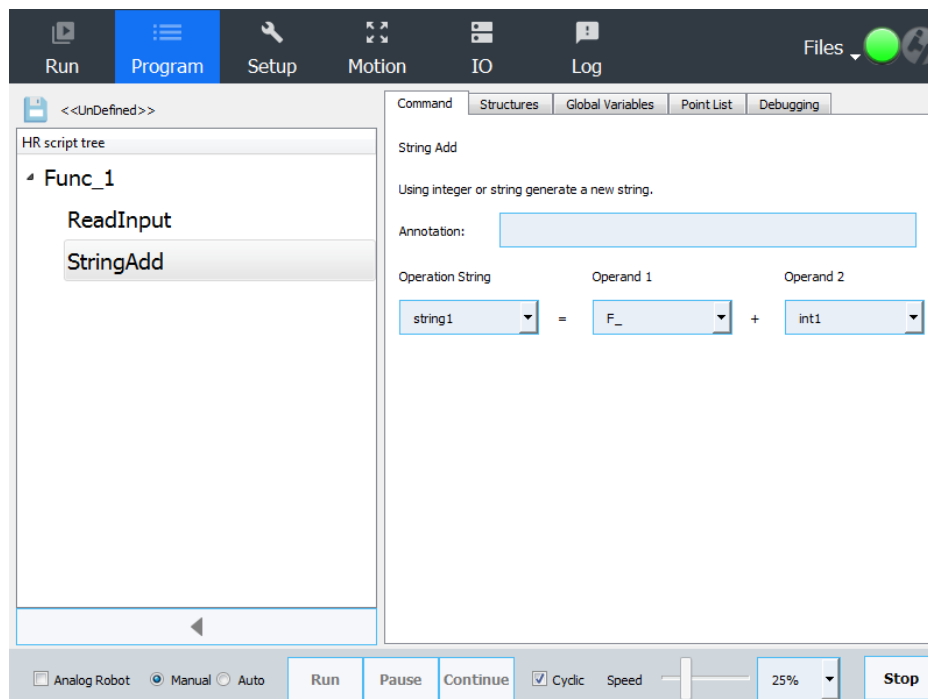 Run Program Setup Motion IO Log Files
<<UnDefined>>
Command Structures Global Variables Point List Debugging
HR script tree
Func_1
ReadInput
StringAdd
String Add
Using integer or string generate a new string.
Annotation:
Operation String Operand 1 Operand 2
string1 = F_ + int1
Analog Robot Manual Auto Run Pause Continue Cyclic Speed 25% Stop